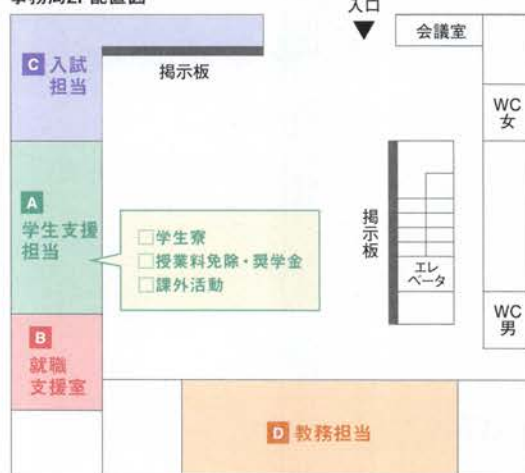 入口
会議室
C 入試
担当
掲示板
WC
女
A
学生支援
担当
□学生寮
□授業料免除・奨学金
□課外活動
掲示板
エレ
ベータ
WC
男
B
就職
支援室
D 教務担当